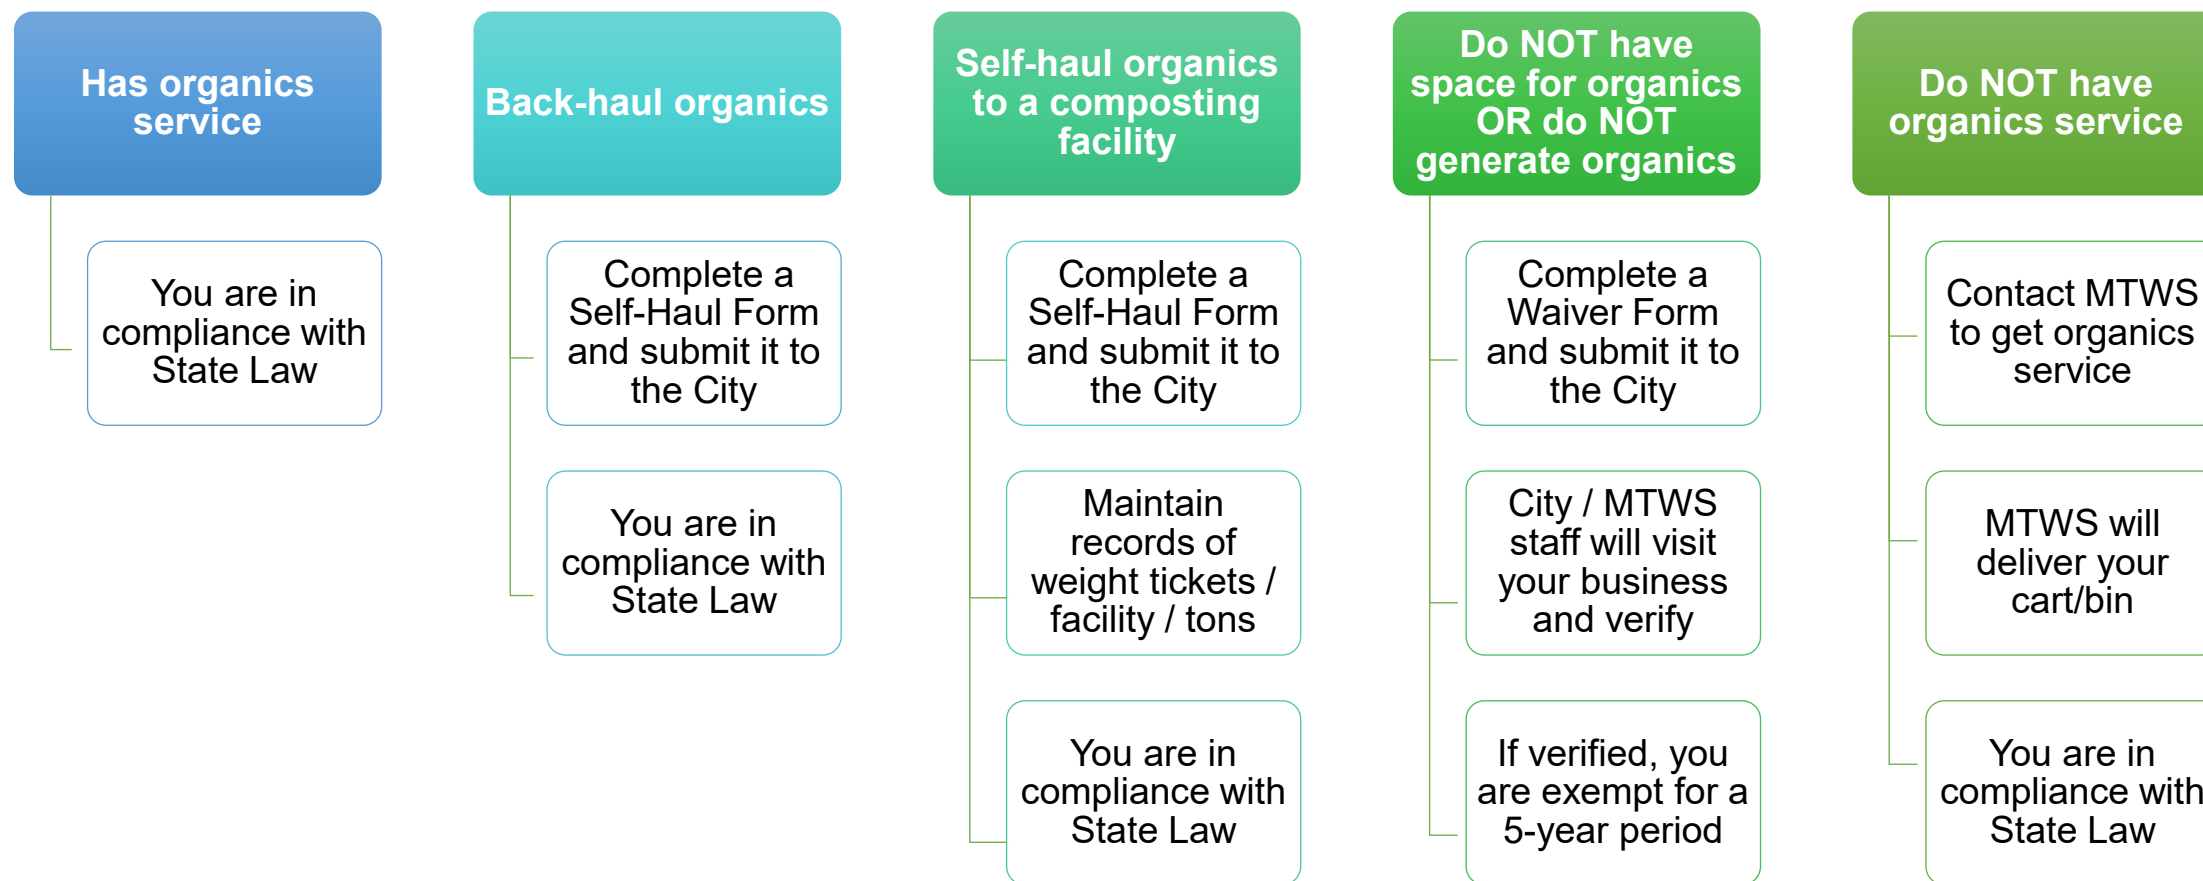 Has organics
service
You are in
compliance with
State Law
Back-haul organics
Complete a
Self-Haul Form
and submit it to
the City
You are in
compliance with
State Law
Self-haul organics
to a composting
facility
Complete a
Self-Haul Form
and submit it to
the City
Maintain
records of
weight tickets /
facility / tons
You are in
compliance with
State Law
Do NOT have
space for organics
OR do NOT
generate organics
Complete a
Waiver Form
and submit it to
the City
City / MTWS
staff will visit
your business
and verify
If verified, you
are exempt for a
5-year period
Do NOT have
organics service
Contact MTWS
to get organics
service
MTWS will
deliver your
cart/bin
You are in
compliance with
State Law